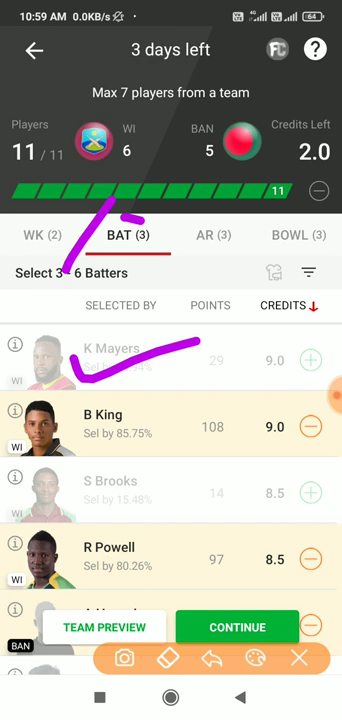 10:59 AM 0.0KB/s 4G 64
3 days left FC ?
Max 7 players from a team
Players WI BAN Credits Left
11 / 11 6 5 2.0
11
WK (2) BAT (3) AR (3) BOWL (3)
Select 3 - 6 Batters
SELECTED BY POINTS CREDITS
K Mayers
Sel by 29 9.0
WI
B King
Sel by 85.75% 108 9.0
WI
S Brooks
Sel by 15.48% 14 8.5
WI
R Powell
Sel by 80.26% 97 8.5
WI
BAN
TEAM PREVIEW CONTINUE